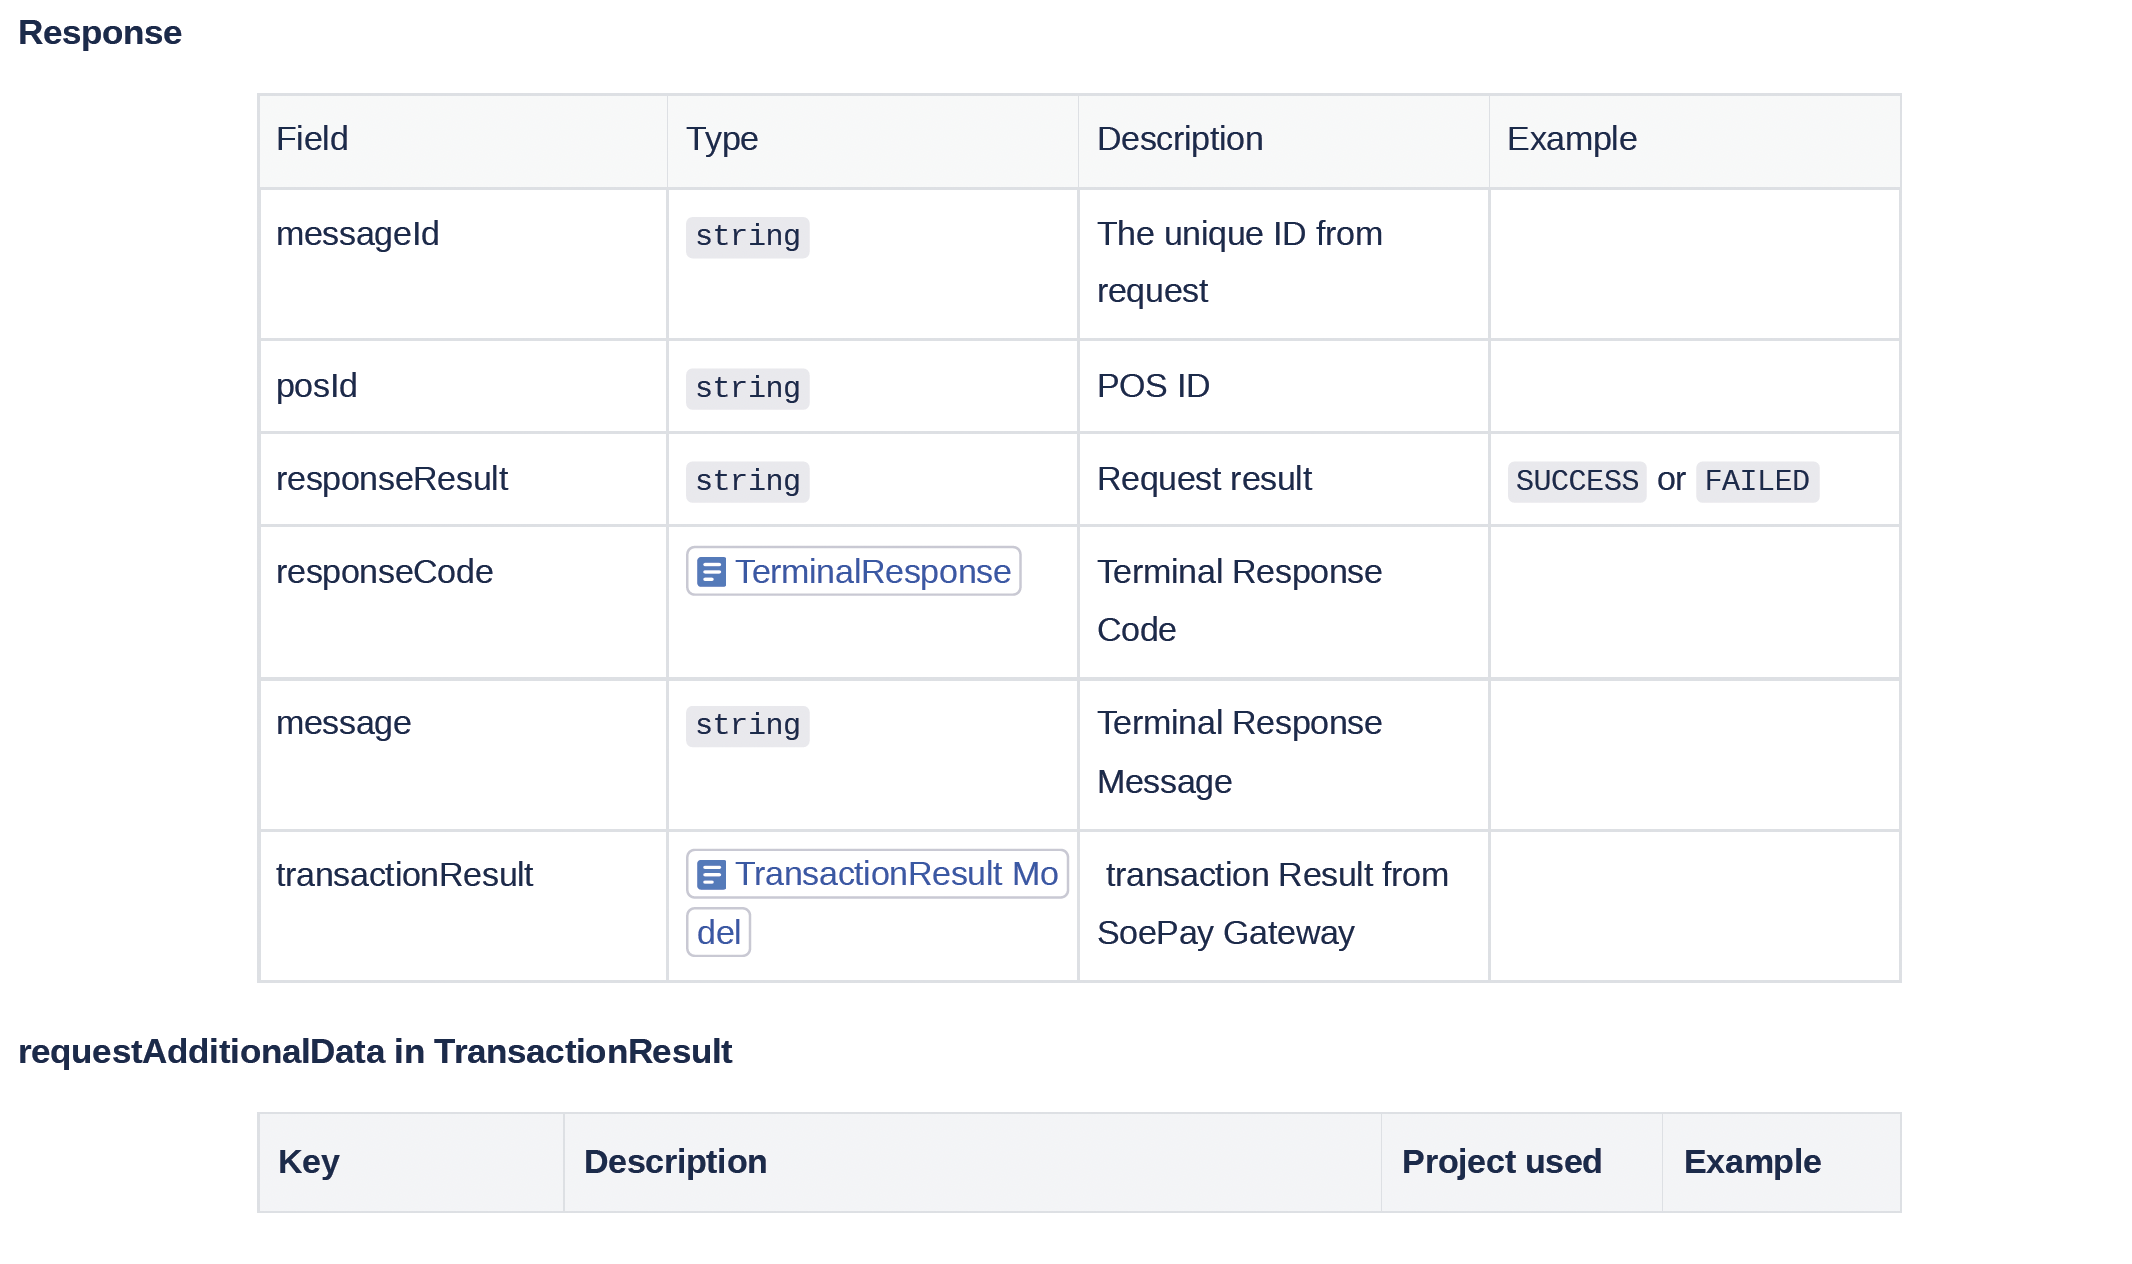 Response
Field Type Description Example
messageId string The unique ID from
request
posId string POS ID
responseResult string Request result SUCCESS or FAILED
responseCode TerminalResponse Terminal Response
Code
message string Terminal Response
Message
transactionResult TransactionResult Mo transaction Result from
del SoePay Gateway
requestAdditionalData in TransactionResult
Key Description Project used Example